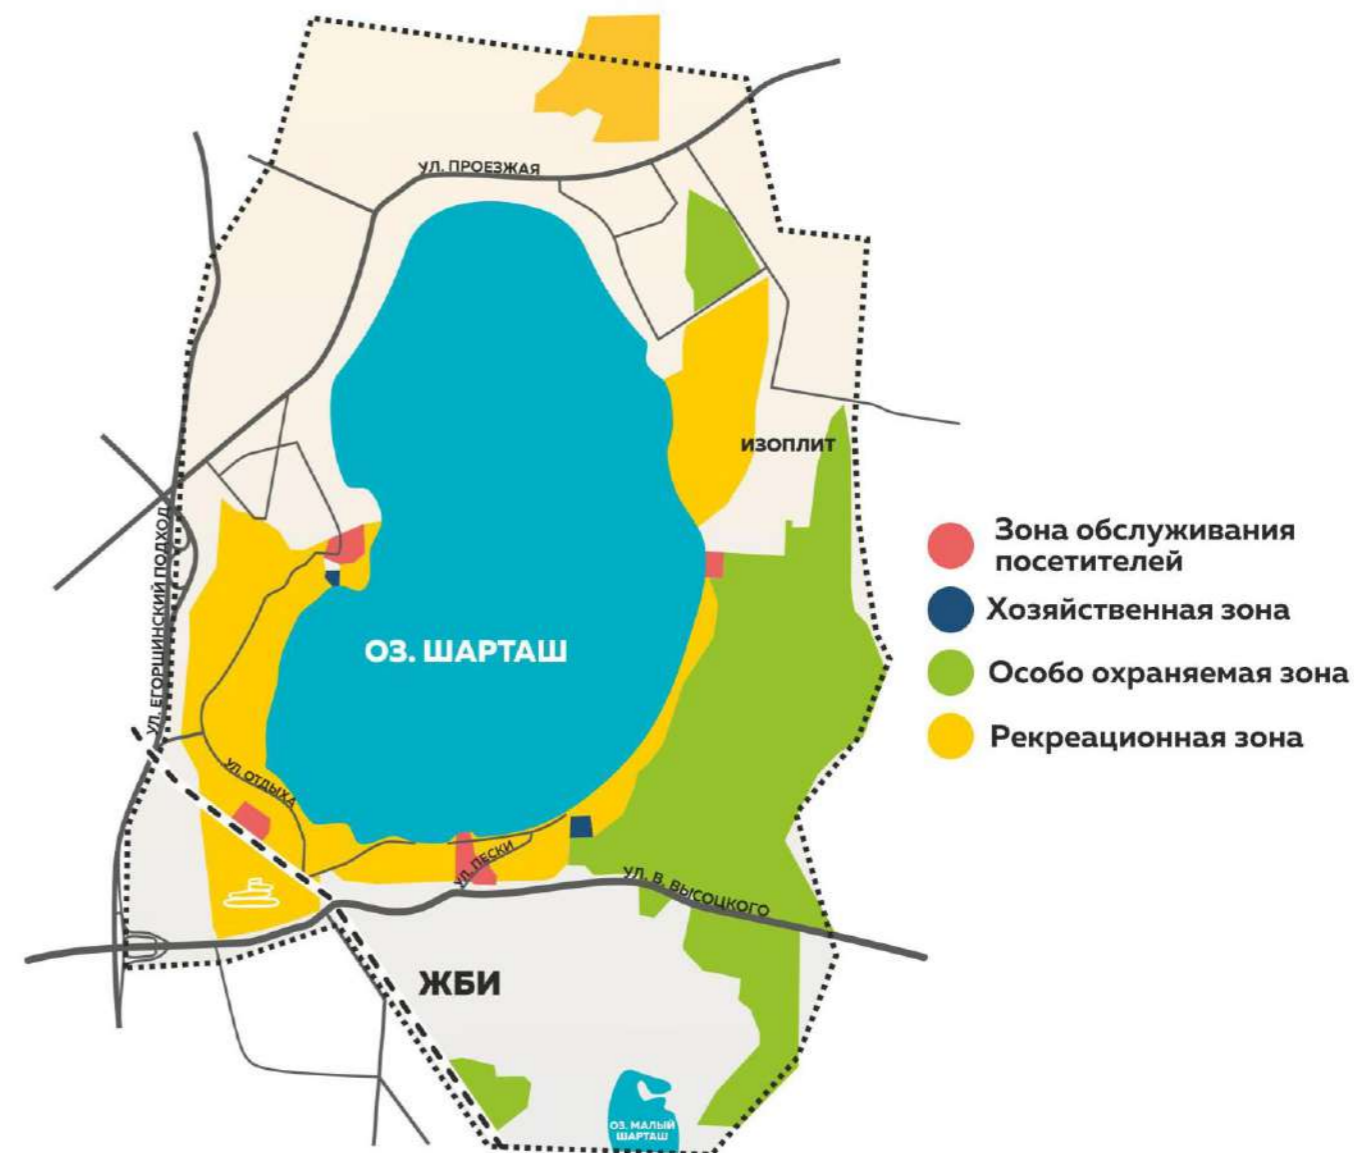 УЛ. ПРОЕЗЖАЯ
ИЗОПЛИТ
УЛ. ЕГОРШИНСКИЙ ПОДХОД
ОЗ. ШАРТАШ
УЛ. ОТДЫХА
УЛ. ПЕСКИ
УЛ. В. ВЫСОЦКОГО
ЖБИ
ОЗ. МАЛЫЙ
ШАРТАШ
Зона обслуживания
посетителей
Хозяйственная зона
Особо охраняемая зона
Рекреационная зона